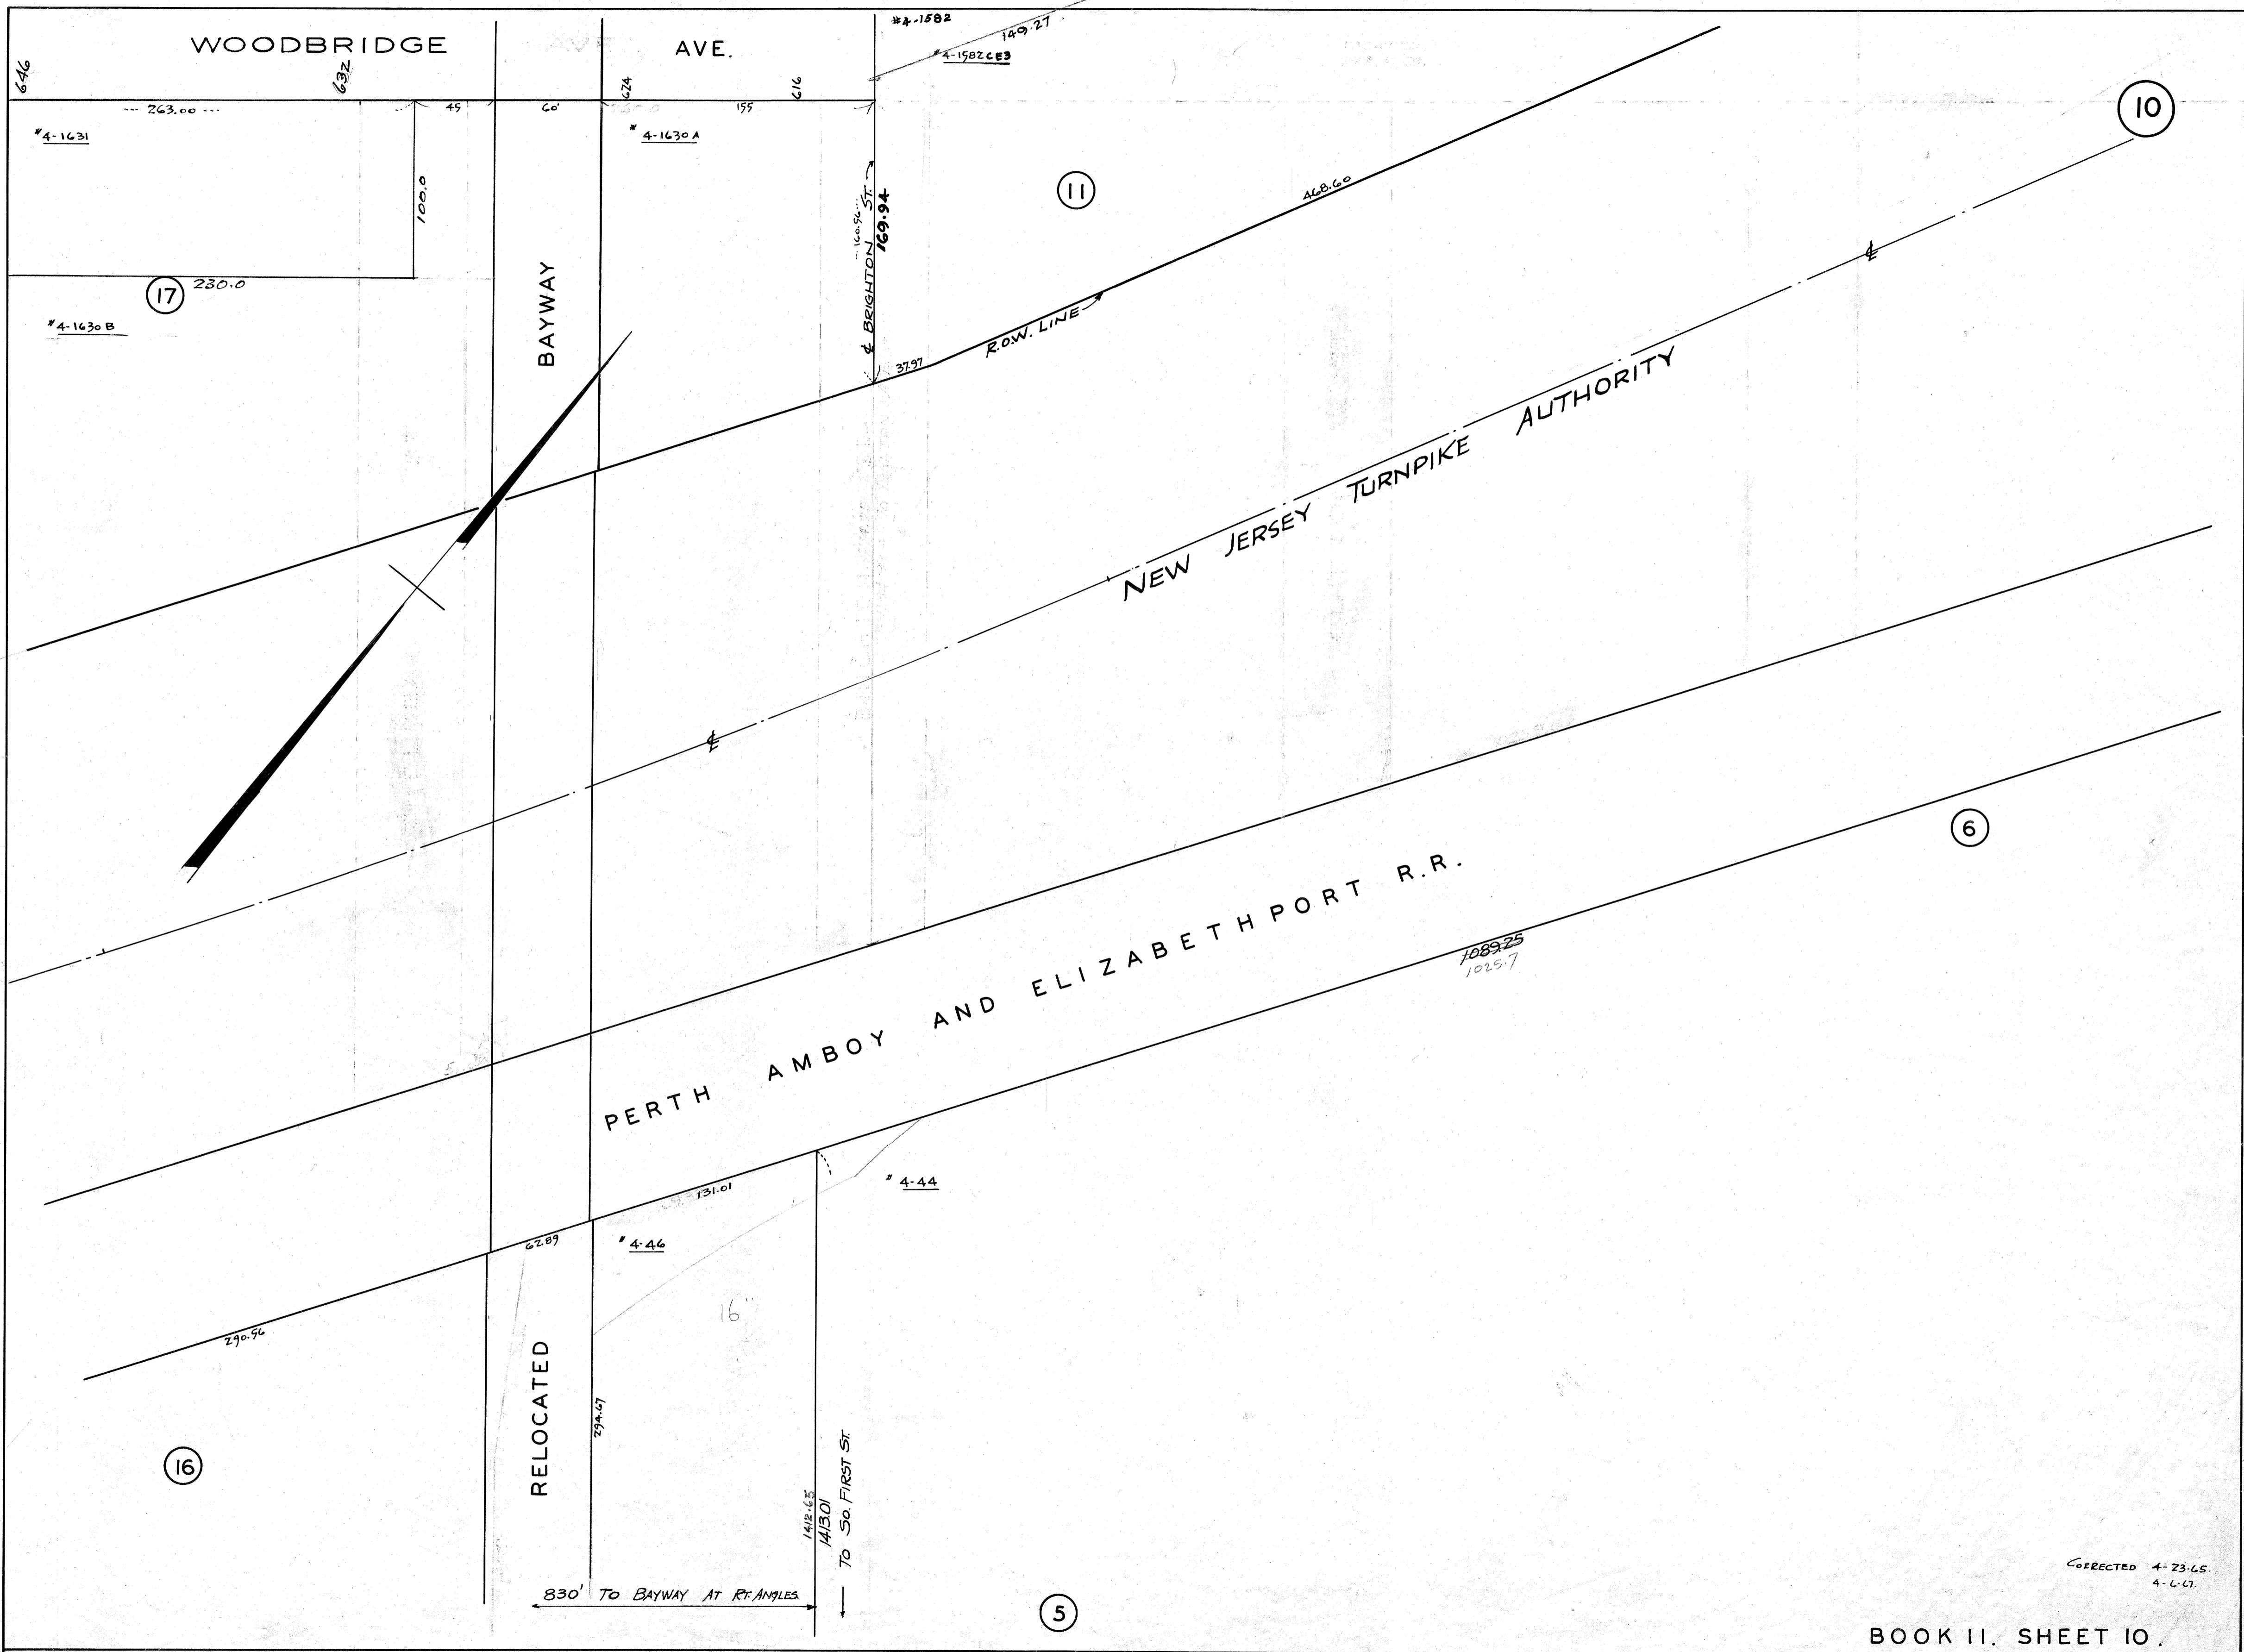 WOODBRIDGE AVE.
#4-1582
149.27
#4-1582CE3
646
632
624
616
263.00
45
60'
155
#4-1631
#4-1630A
10
100.0
11
468.60
160.56
℄ BRIGHTON ST.
169.94
17
230.0
#4-1630B
BAYWAY
37.97
R.O.W. LINE
℄
NEW JERSEY TURNPIKE AUTHORITY
℄
6
PERTH AMBOY AND ELIZABETHPORT R.R.
1089.25
1025.7
131.01
# 4-44
62.89
# 4-46
16"
290.56
RELOCATED
294.67
16
1412.65
1413.01
TO SO. FIRST ST.
830' TO BAYWAY AT RT. ANGLES
5
CORRECTED 4-23-65.
4-6-67.
BOOK 11. SHEET 10.